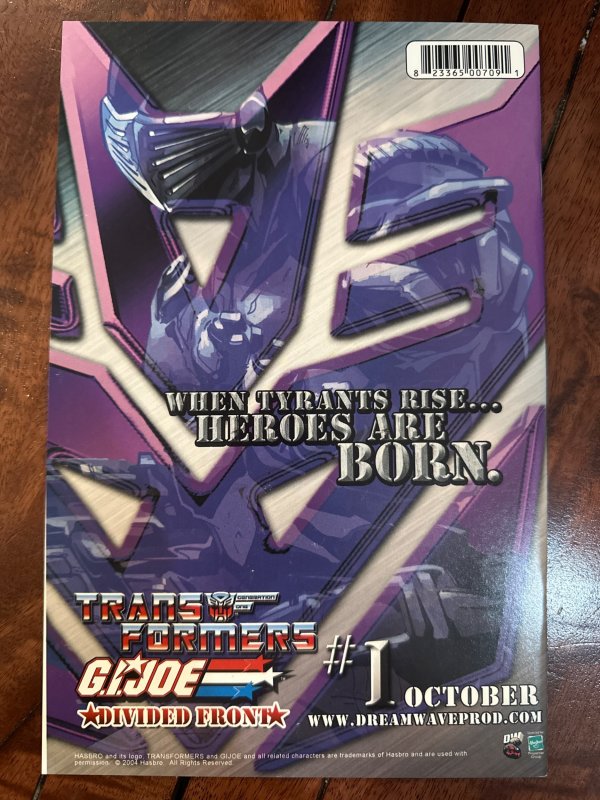 8 23365 00709 1
WHEN TYRANTS RISE...
HEROES ARE
BORN.
TRANS
GENERATION
ONE
FORMERS
G.I.JOE
DIVIDED FRONT
#1 OCTOBER
WWW.DREAMWAVEPROD.COM
DW
HASBRO and its logo, TRANSFORMERS and GIJOE and all related characters are trademarks of Hasbro and are used with
permission. © 2004 Hasbro. All Rights Reserved.